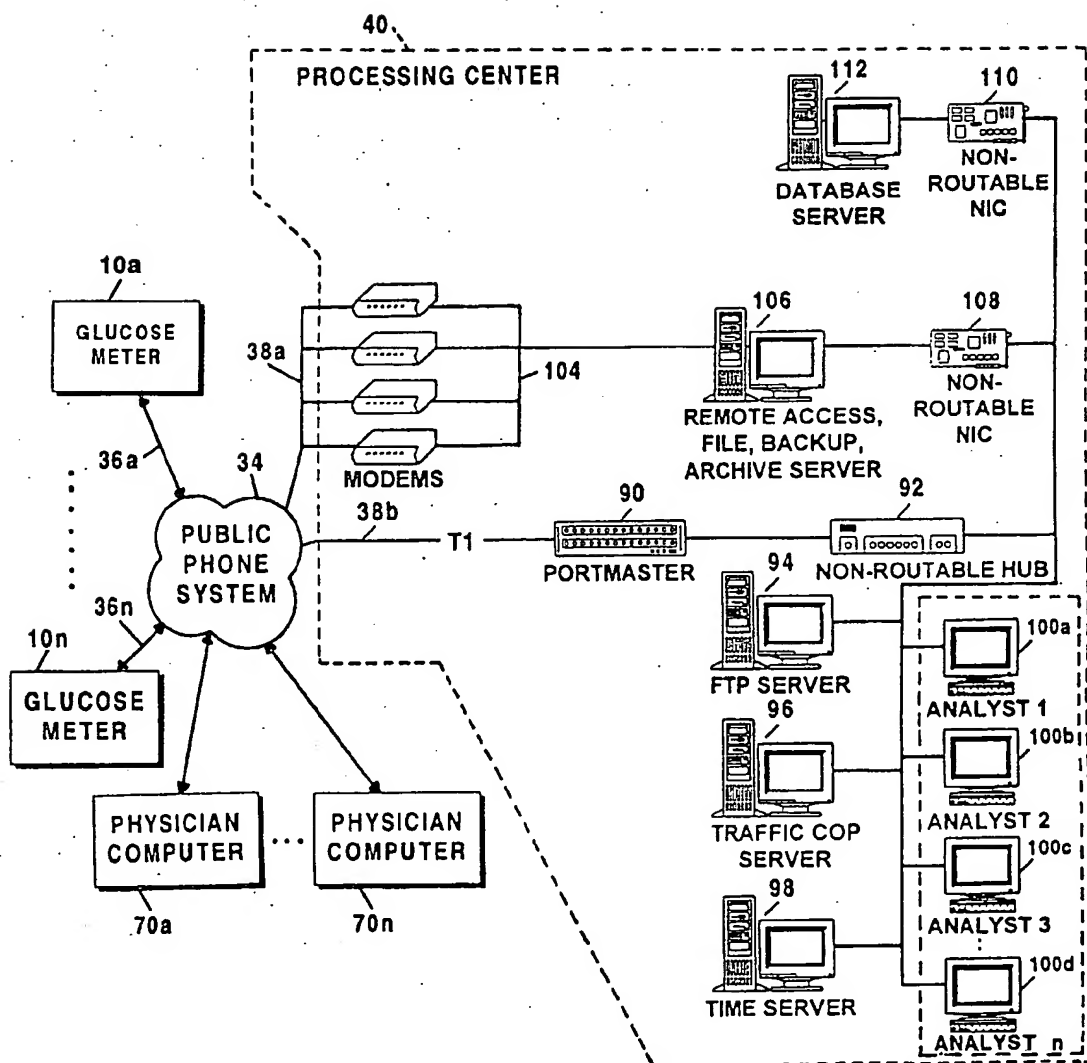 40
PROCESSING CENTER
112
110
DATABASE
SERVER
NON-
ROUTABLE
NIC
10a
GLUCOSE
METER
36a
38a
MODEMS
104
106
REMOTE ACCESS,
FILE, BACKUP,
ARCHIVE SERVER
108
NON-
ROUTABLE
NIC
34
PUBLIC
PHONE
SYSTEM
38b
T1
90
PORTMASTER
92
NON-ROUTABLE HUB
36n
10n
GLUCOSE
METER
94
FTP SERVER
100a
ANALYST 1
96
TRAFFIC COP
SERVER
100b
ANALYST 2
100c
ANALYST 3
98
TIME SERVER
100d
ANALYST n
PHYSICIAN
COMPUTER
70a
...
PHYSICIAN
COMPUTER
70n